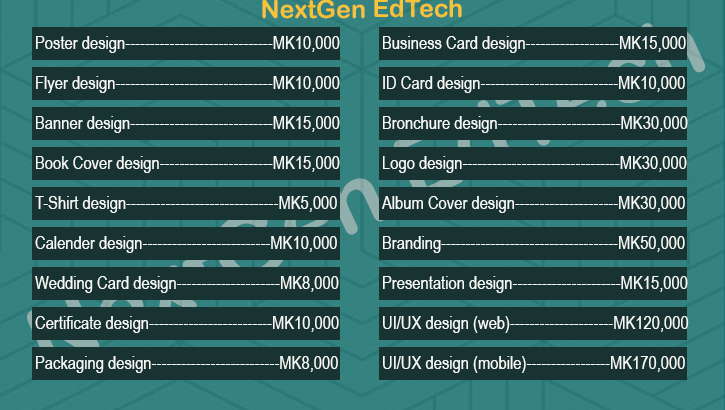 NextGen EdTech
Poster design-----------------------------MK10,000
Flyer design-------------------------------MK10,000
Banner design----------------------------MK15,000
Book Cover design----------------------MK15,000
T-Shirt design------------------------------MK5,000
Calender design-------------------------MK10,000
Wedding Card design--------------------MK8,000
Certificate design------------------------MK10,000
Packaging design-------------------------MK8,000
Business Card design------------------MK15,000
ID Card design---------------------------MK10,000
Bronchure design------------------------MK30,000
Logo design-------------------------------MK30,000
Album Cover design--------------------MK30,000
Branding-----------------------------------MK50,000
Presentation design---------------------MK15,000
UI/UX design (web)--------------------MK120,000
UI/UX design (mobile)----------------MK170,000
NextGen EdTech